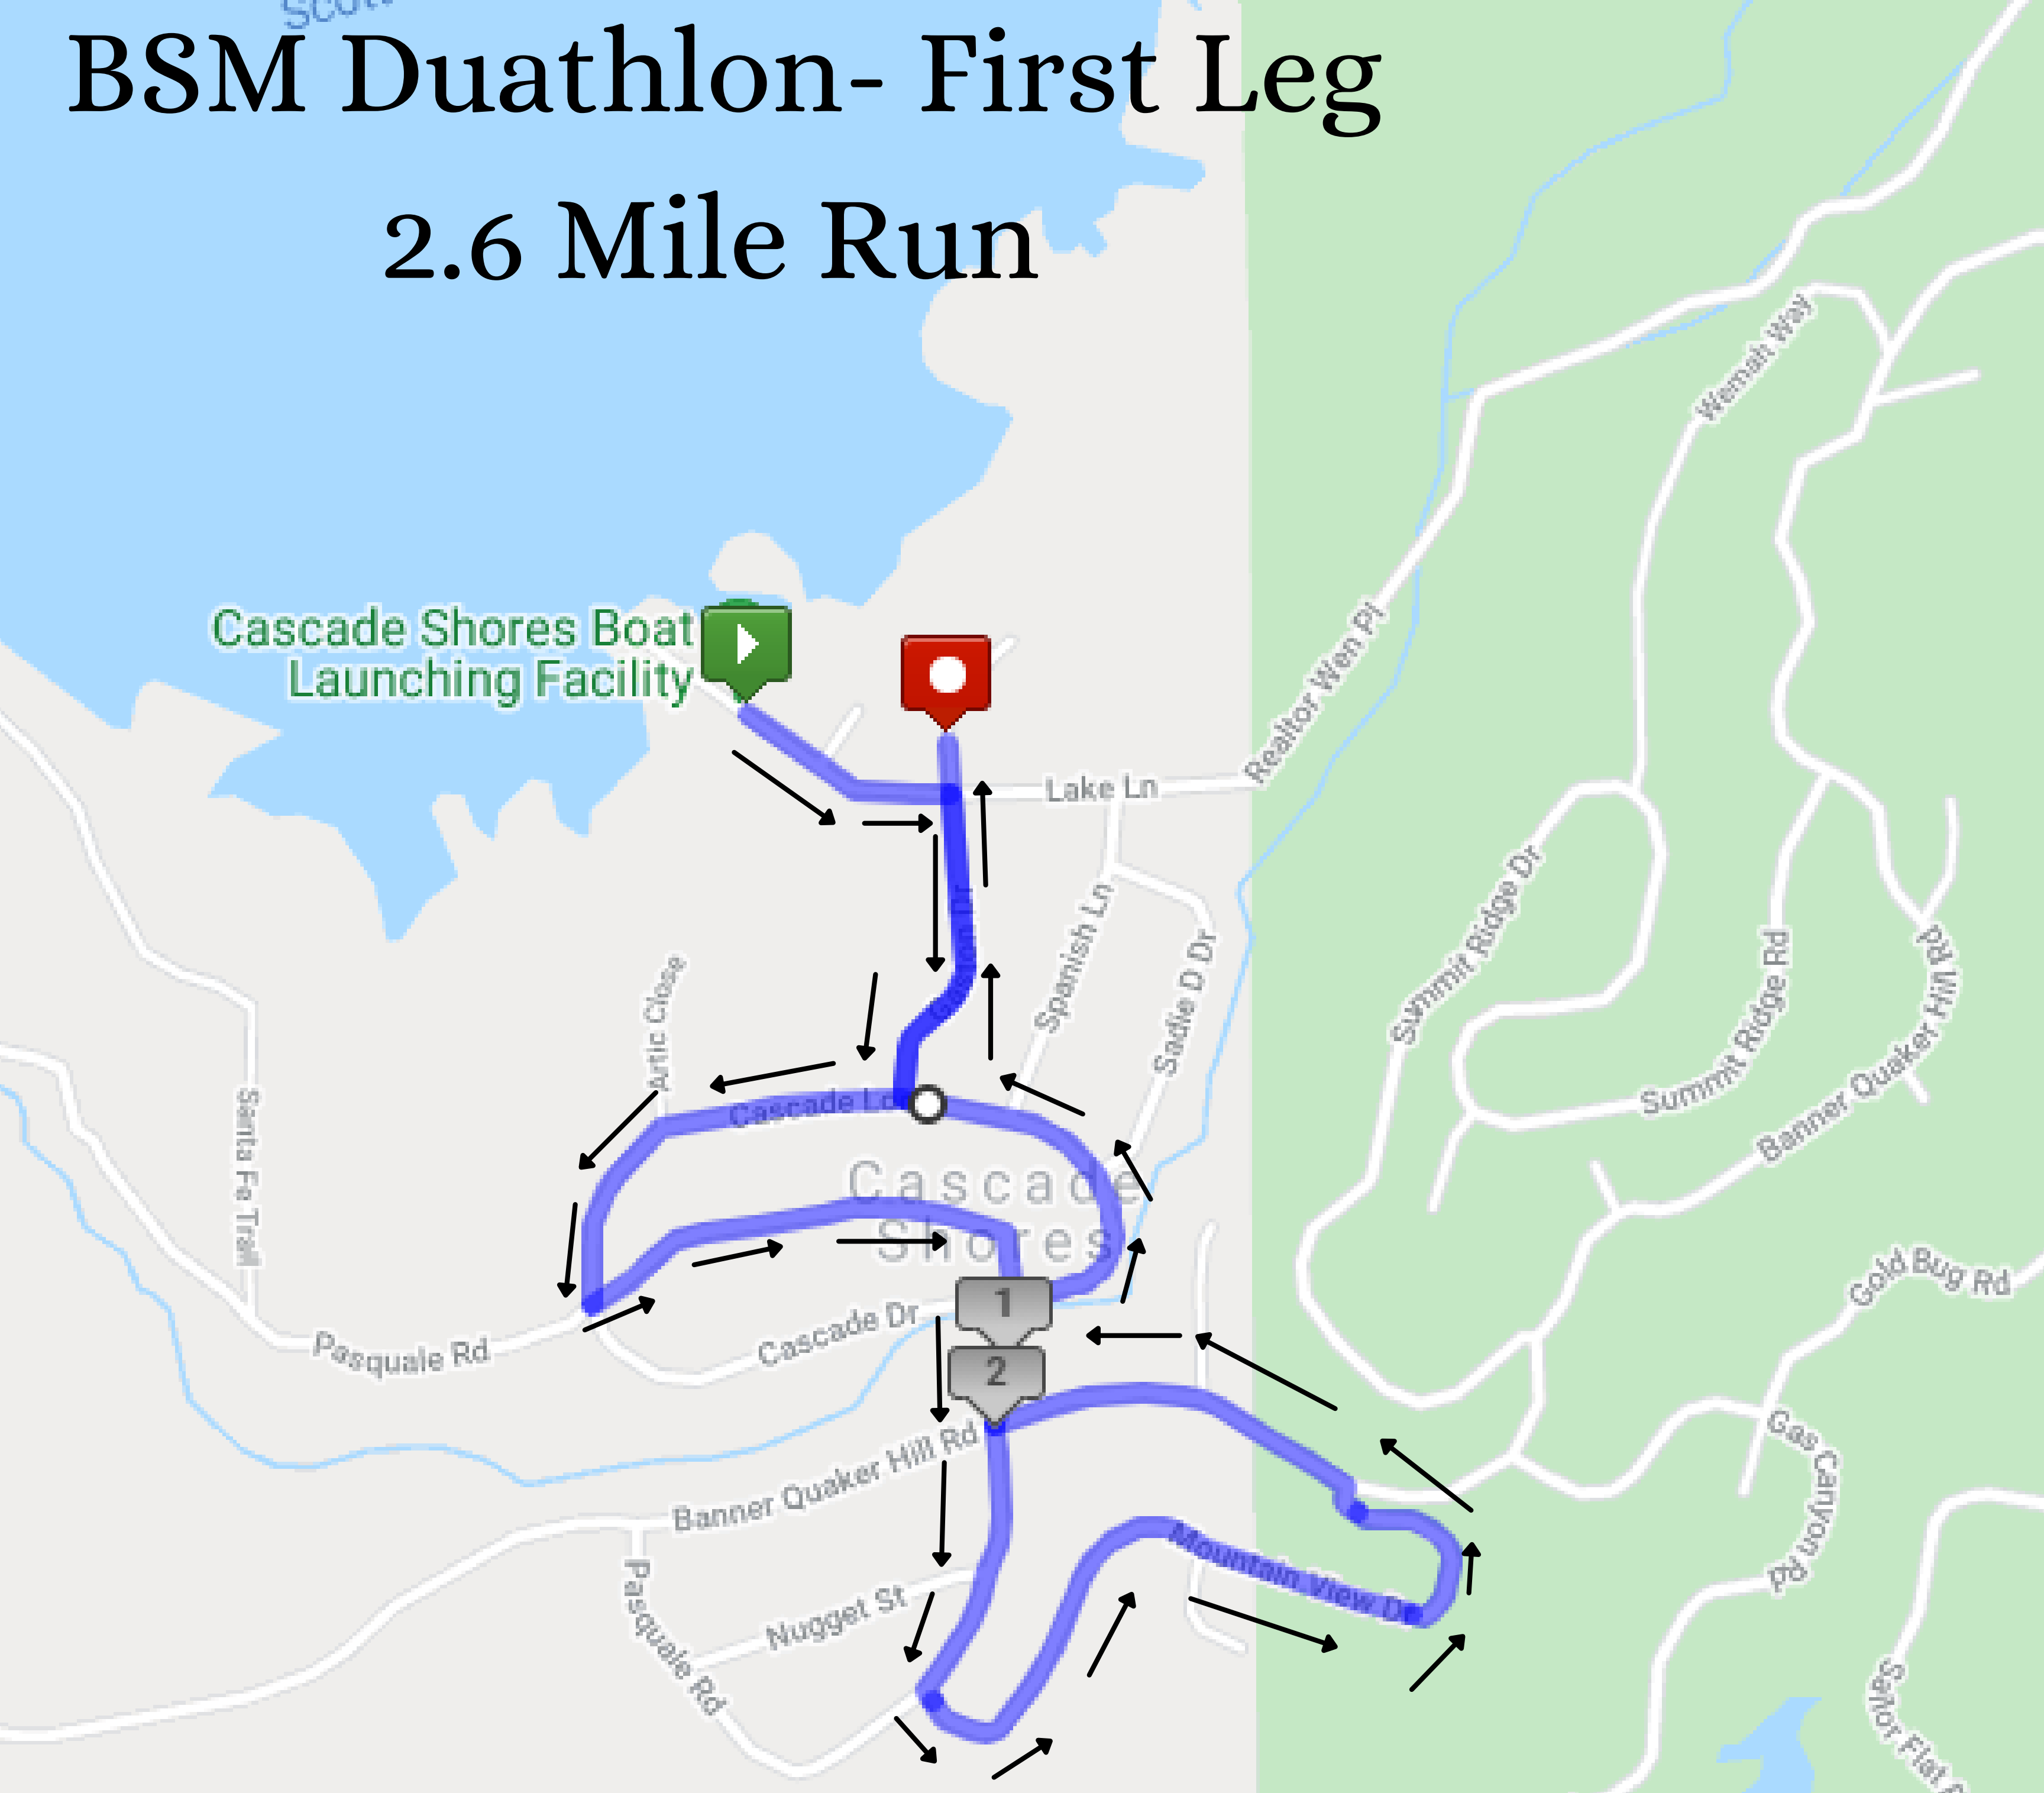 BSM Duathlon- First Leg
2.6 Mile Run
Wemah Way
Cascade Shores Boat
Launching Facility
Realtor Wen Pl
Lake Ln
Summit Ridge Dr
Spanish Ln
Sadie D Dr
Artic Close
Summit Ridge Rd
Banner Quaker Hill Rd
Santa Fe Trail
Cascade
Cascade
Shores
Gold Bug Rd
1
Cascade Dr
Pasquale Rd
2
Banner Quaker Hill Rd
Gas Canyon Rd
Mountain View Dr
Nugget St
Pasquale Rd
Sailor Flat